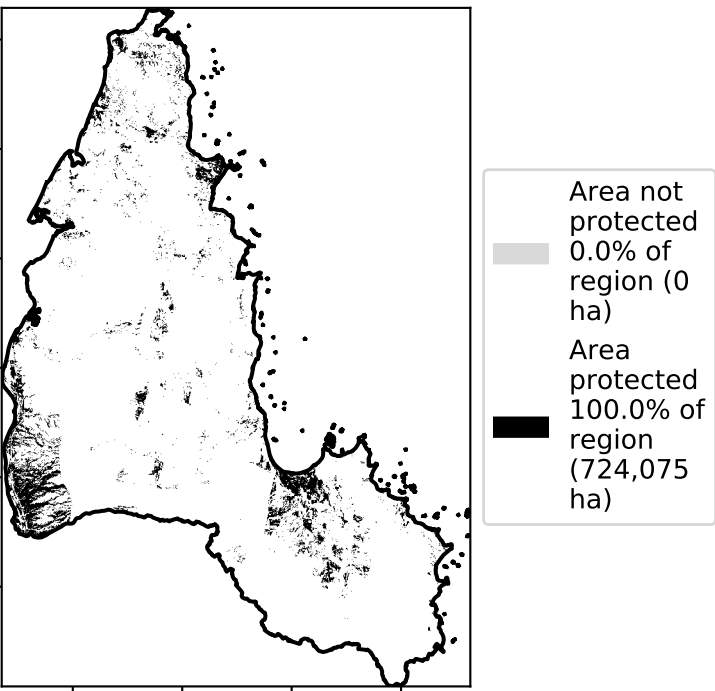 Area not
protected
0.0% of
region (0
ha)
Area
protected
100.0% of
region
(724,075
ha)